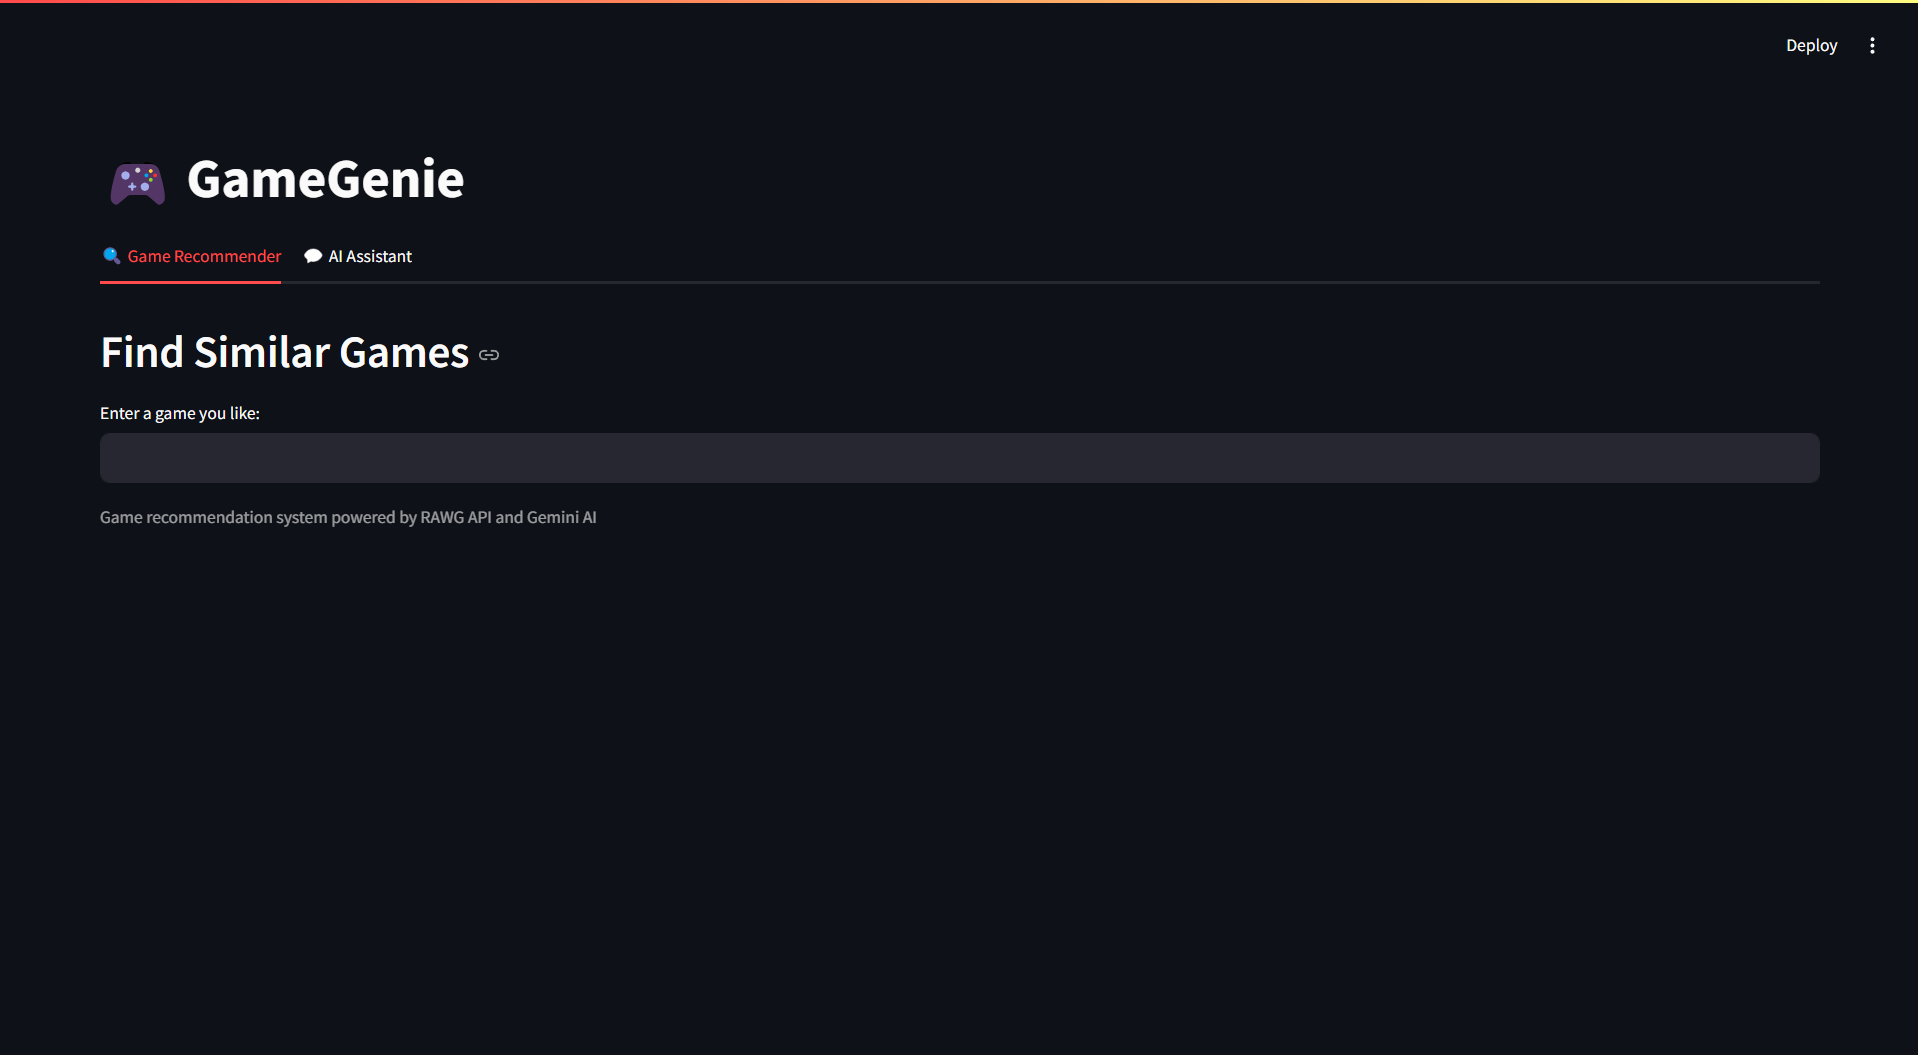 Deploy
GameGenie
Game Recommender
AI Assistant
Find Similar Games
Enter a game you like:
Game recommendation system powered by RAWG API and Gemini AI